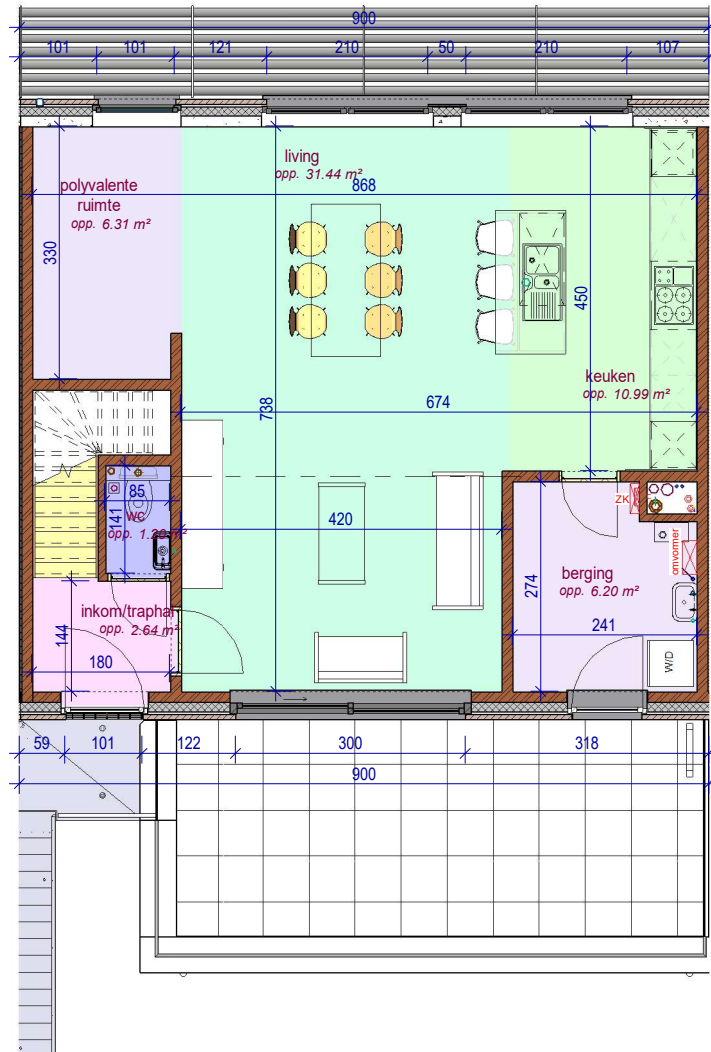 900
101 101 121 210 50 210 107
living
opp. 31.44 m²
868
polyvalente
ruimte
opp. 6.31 m²
330
450
keuken
opp. 10.99 m²
674
738
85
wc
141
420
ZK
omvormer
berging
opp. 6.20 m²
274
241
inkom/traphal
opp. 2.64 m²
144
180
W/D
59 101 122 300 318
900